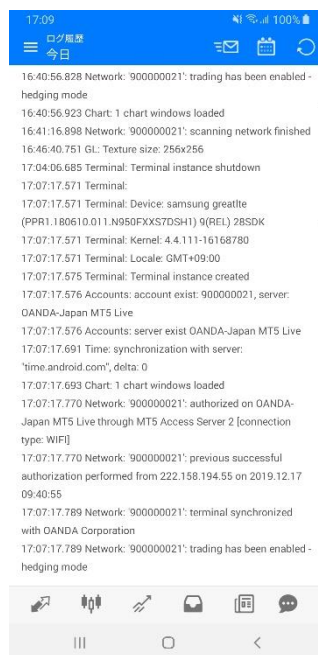 17:09
100%
ログ履歴
今日
16:40:56.828 Network: '900000021': trading has been enabled -
hedging mode
16:40:56.923 Chart: 1 chart windows loaded
16:41:16.898 Network: '900000021': scanning network finished
16:46:40.751 GL: Texture size: 256x256
17:04:06.685 Terminal: Terminal instance shutdown
17:07:17.571 Terminal:
17:07:17.571 Terminal: Device: samsung greatlte
(PPR1.180610.011.N950FXXS7DSH1) 9(REL) 28SDK
17:07:17.571 Terminal: Kernel: 4.4.111-16168780
17:07:17.571 Terminal: Locale: GMT+09:00
17:07:17.575 Terminal: Terminal instance created
17:07:17.576 Accounts: account exist: 900000021, server:
OANDA-Japan MT5 Live
17:07:17.576 Accounts: server exist OANDA-Japan MT5 Live
17:07:17.691 Time: synchronization with server:
"time.android.com", delta: 0
17:07:17.693 Chart: 1 chart windows loaded
17:07:17.770 Network: '900000021': authorized on OANDA-
Japan MT5 Live through MT5 Access Server 2 [connection
type: WIFI]
17:07:17.770 Network: '900000021': previous successful
authorization performed from 222.158.194.55 on 2019.12.17
09:40:55
17:07:17.789 Network: '900000021': terminal synchronized
with OANDA Corporation
17:07:17.789 Network: '900000021': trading has been enabled -
hedging mode